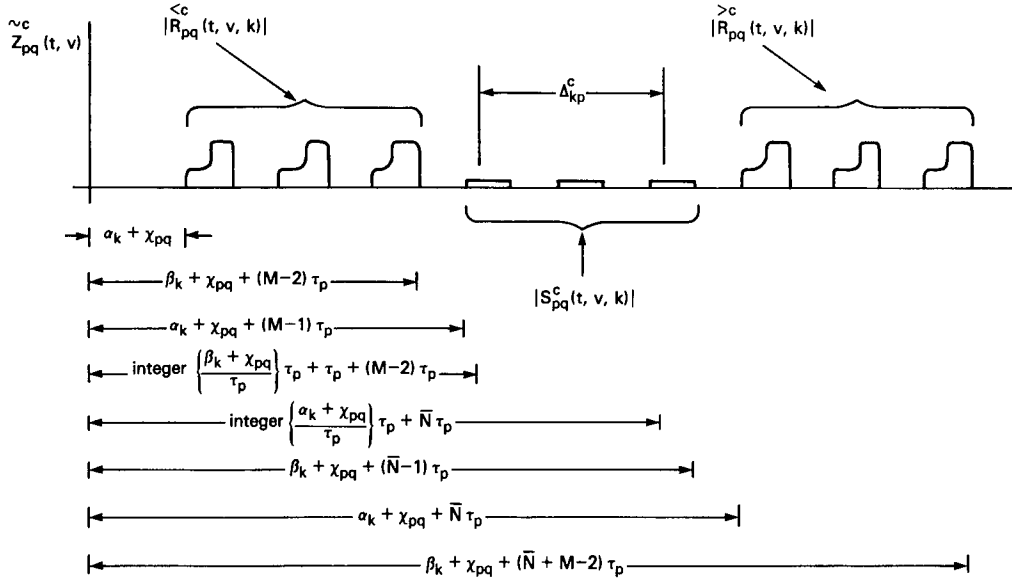 ~c
Z_pq (t, v)
<c
|R_pq (t, v, k)|
>c
|R_pq (t, v, k)|
Δ^c_kp
α_k + χ_pq
|S^c_pq (t, v, k)|
β_k + χ_pq + (M−2) τ_p
α_k + χ_pq + (M−1) τ_p
integer {β_k + χ_pq / τ_p} τ_p + τ_p + (M−2) τ_p
integer {α_k + χ_pq / τ_p} τ_p + N̅ τ_p
β_k + χ_pq + (N̅−1) τ_p
α_k + χ_pq + N̅ τ_p
β_k + χ_pq + (N̅ + M−2) τ_p